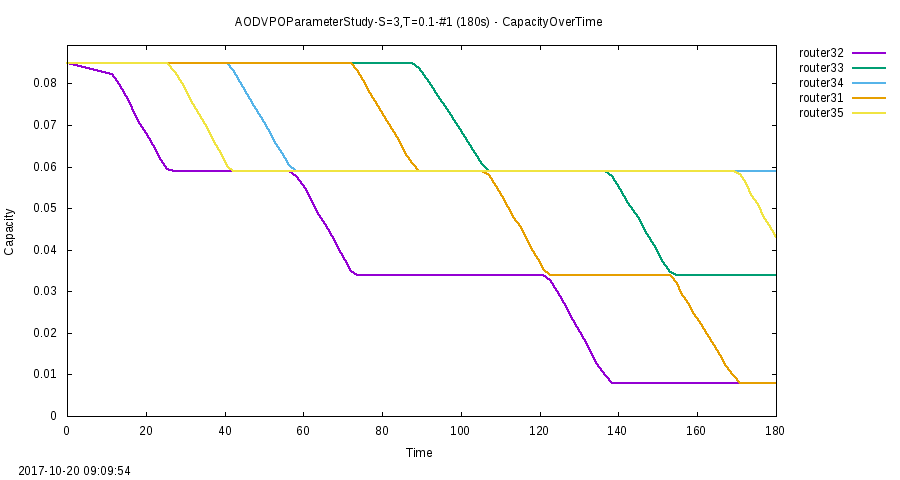 AODVPOParameterStudy-S=3,T=0.1-#1 (180s) - CapacityOverTime
router32
router33
router34
router31
router35
0.08
0.07
0.06
0.05
0.04
0.03
0.02
0.01
0
Capacity
0 20 40 60 80 100 120 140 160 180
Time
2017-10-20 09:09:54